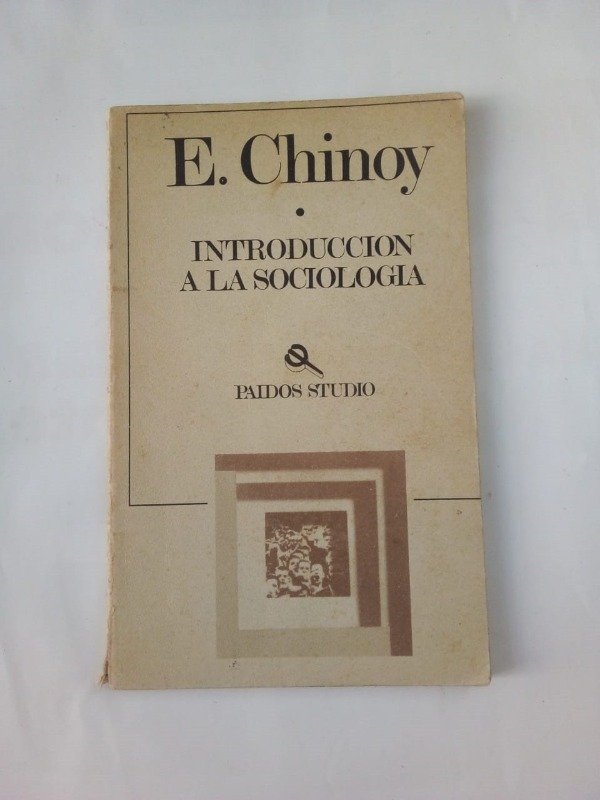 E. Chinoy
INTRODUCCION
A LA SOCIOLOGIA
PAIDOS STUDIO